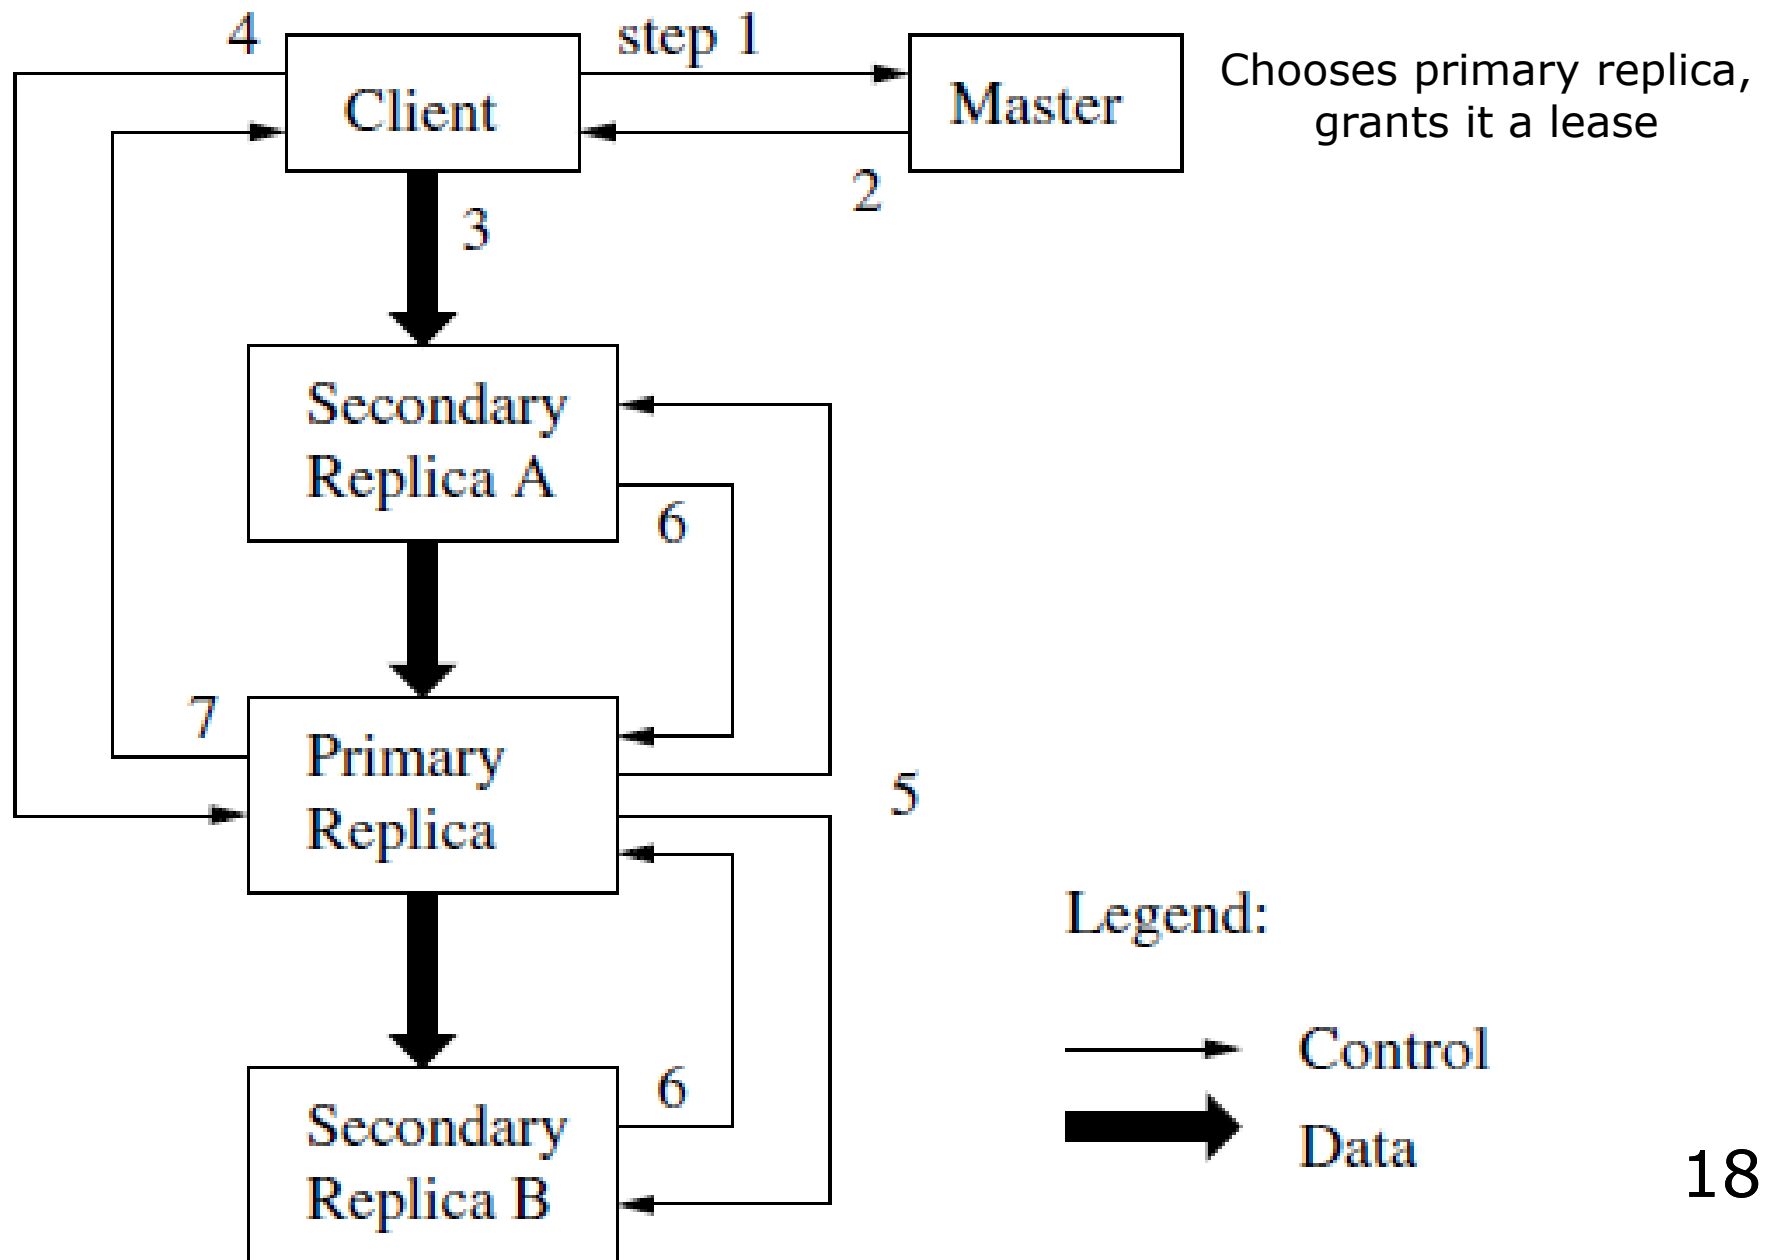 4
step 1
Client
Master
Chooses primary replica,
grants it a lease
2
3
Secondary
Replica A
6
7
Primary
Replica
5
Legend:
Control
6
Secondary
Replica B
Data
18